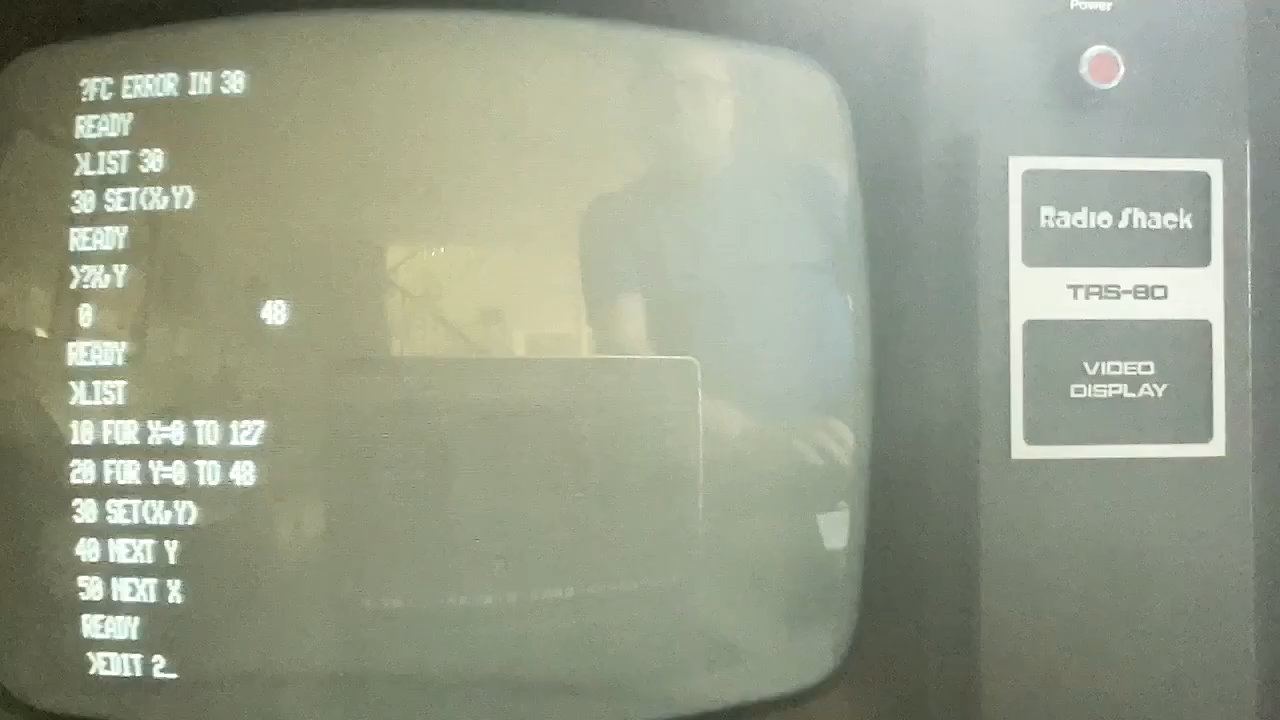 ?FC ERROR IN 30
READY
>LIST 30
30 SET(X,Y)
READY
>?X,Y
0 48
READY
>LIST
10 FOR X=0 TO 127
20 FOR Y=0 TO 48
30 SET(X,Y)
40 NEXT Y
50 NEXT X
READY
>EDIT 2_
Power
Radio Shack
TRS-80
VIDEO
DISPLAY